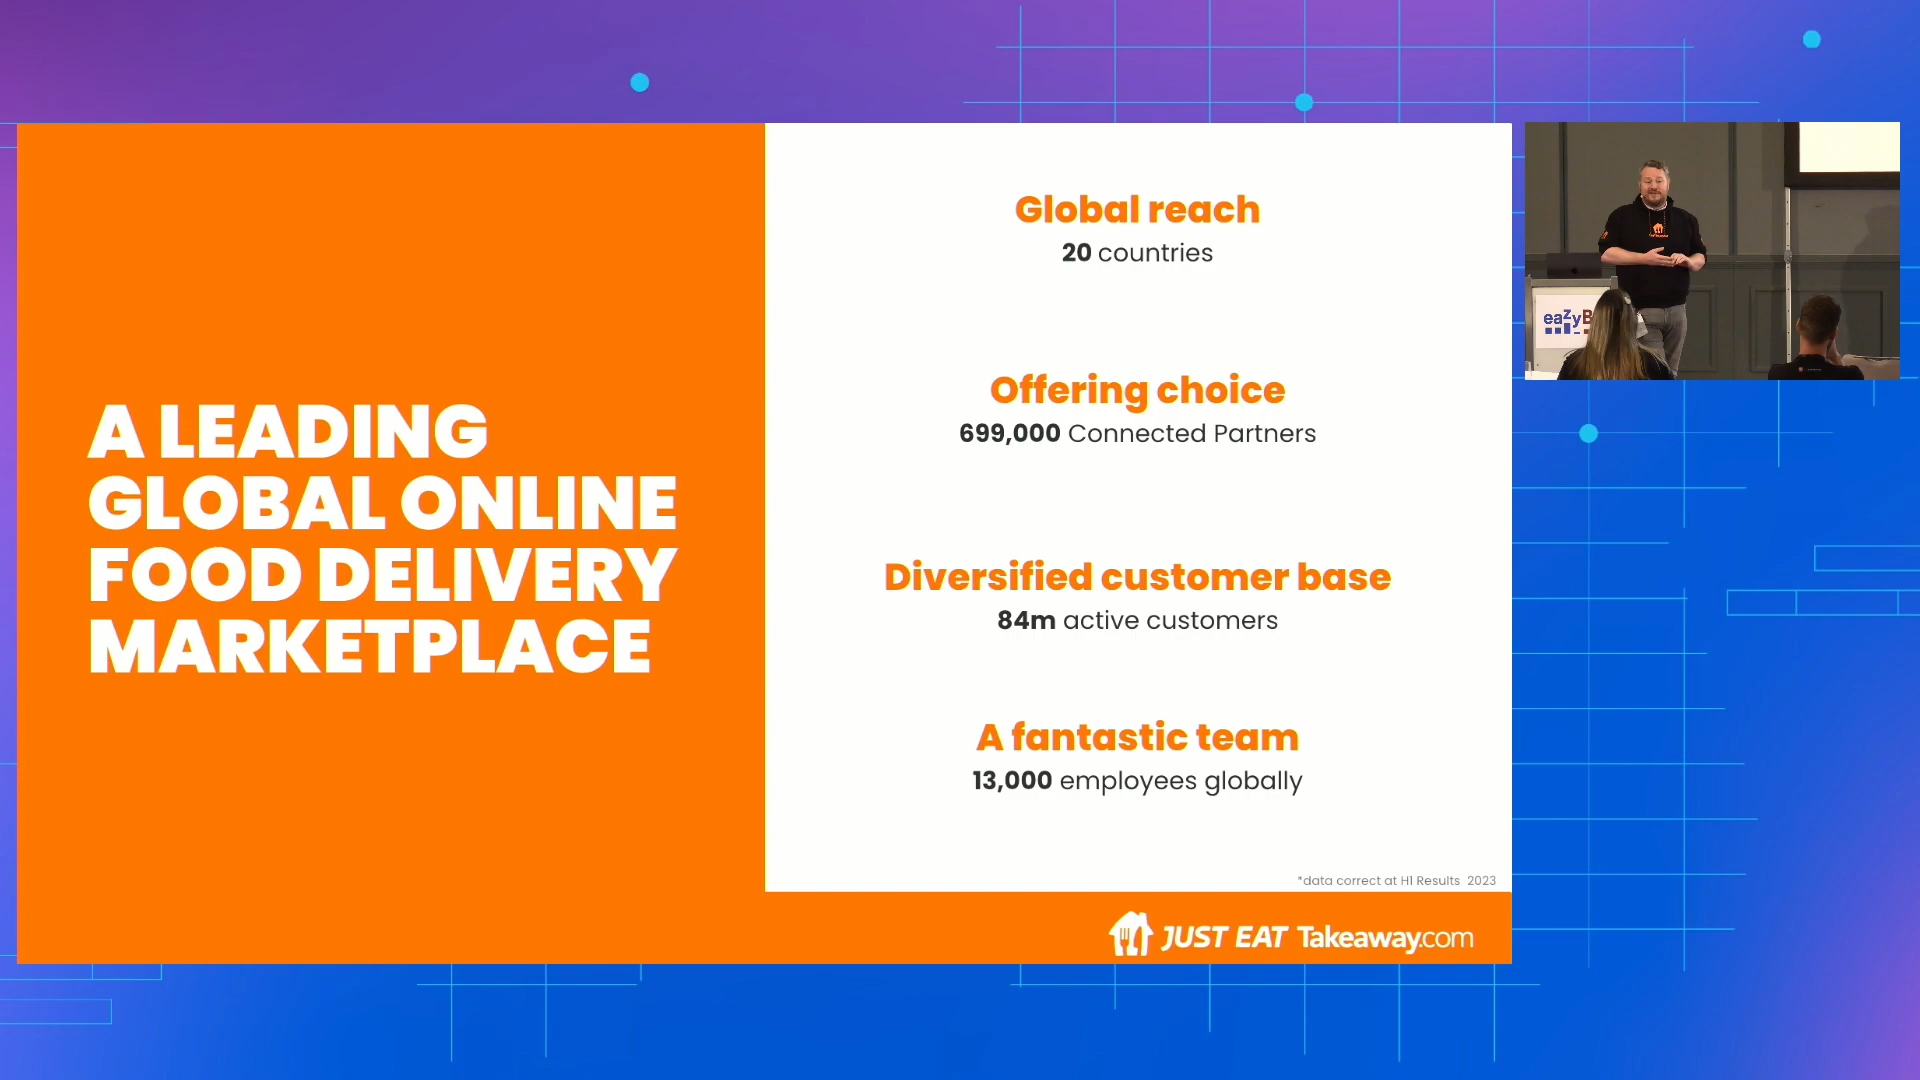 A LEADING
GLOBAL ONLINE
FOOD DELIVERY
MARKETPLACE
Global reach
20 countries
Offering choice
699,000 Connected Partners
Diversified customer base
84m active customers
A fantastic team
13,000 employees globally
*data correct at H1 Results 2023
JUST EAT Takeaway.com
eazyB